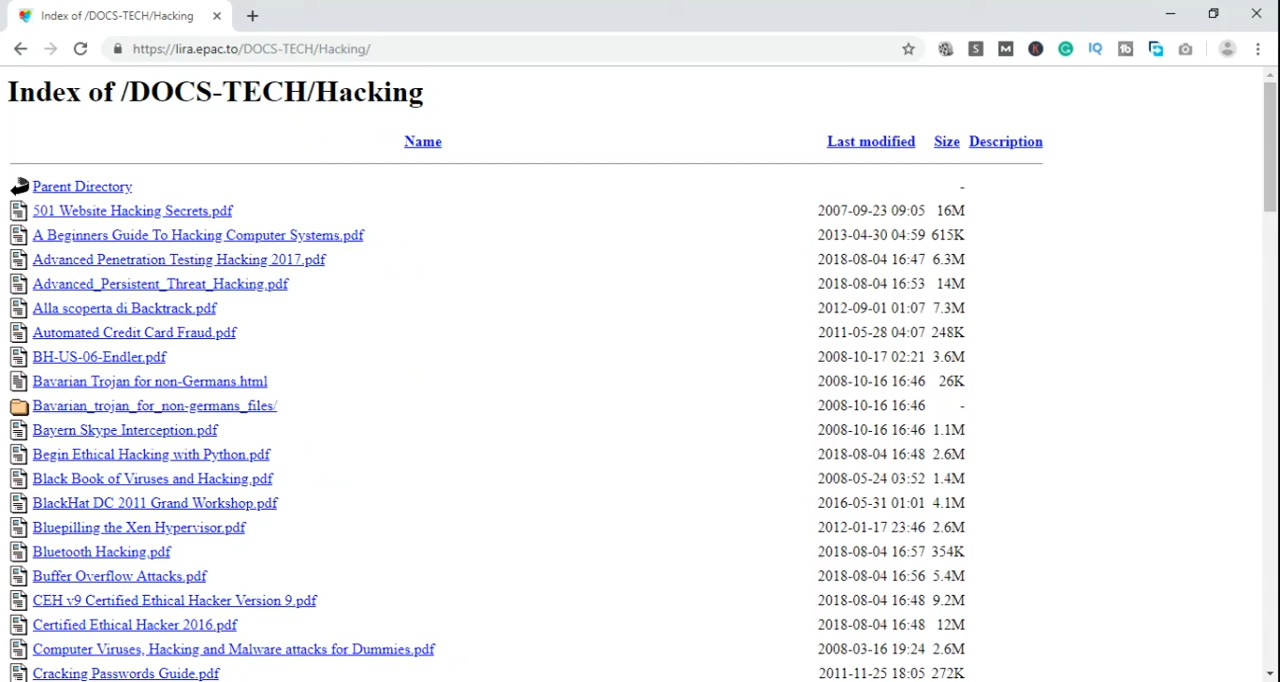 Index of /DOCS-TECH/Hacking
https://lira.epac.to/DOCS-TECH/Hacking/
Index of /DOCS-TECH/Hacking
Name Last modified Size Description
Parent Directory -
501 Website Hacking Secrets.pdf 2007-09-23 09:05 16M
A Beginners Guide To Hacking Computer Systems.pdf 2013-04-30 04:59 615K
Advanced Penetration Testing Hacking 2017.pdf 2018-08-04 16:47 6.3M
Advanced_Persistent_Threat_Hacking.pdf 2018-08-04 16:53 14M
Alla scoperta di Backtrack.pdf 2012-09-01 01:07 7.3M
Automated Credit Card Fraud.pdf 2011-05-28 04:07 248K
BH-US-06-Endler.pdf 2008-10-17 02:21 3.6M
Bavarian Trojan for non-Germans.html 2008-10-16 16:46 26K
Bavarian_trojan_for_non-germans_files/ 2008-10-16 16:46 -
Bayern Skype Interception.pdf 2008-10-16 16:46 1.1M
Begin Ethical Hacking with Python.pdf 2018-08-04 16:48 2.6M
Black Book of Viruses and Hacking.pdf 2008-05-24 03:52 1.4M
BlackHat DC 2011 Grand Workshop.pdf 2016-05-31 01:01 4.1M
Bluepilling the Xen Hypervisor.pdf 2012-01-17 23:46 2.6M
Bluetooth Hacking.pdf 2018-08-04 16:57 354K
Buffer Overflow Attacks.pdf 2018-08-04 16:56 5.4M
CEH v9 Certified Ethical Hacker Version 9.pdf 2018-08-04 16:48 9.2M
Certified Ethical Hacker 2016.pdf 2018-08-04 16:48 12M
Computer Viruses, Hacking and Malware attacks for Dummies.pdf 2008-03-16 19:24 2.6M
Cracking Passwords Guide.pdf 2011-11-25 18:05 272K